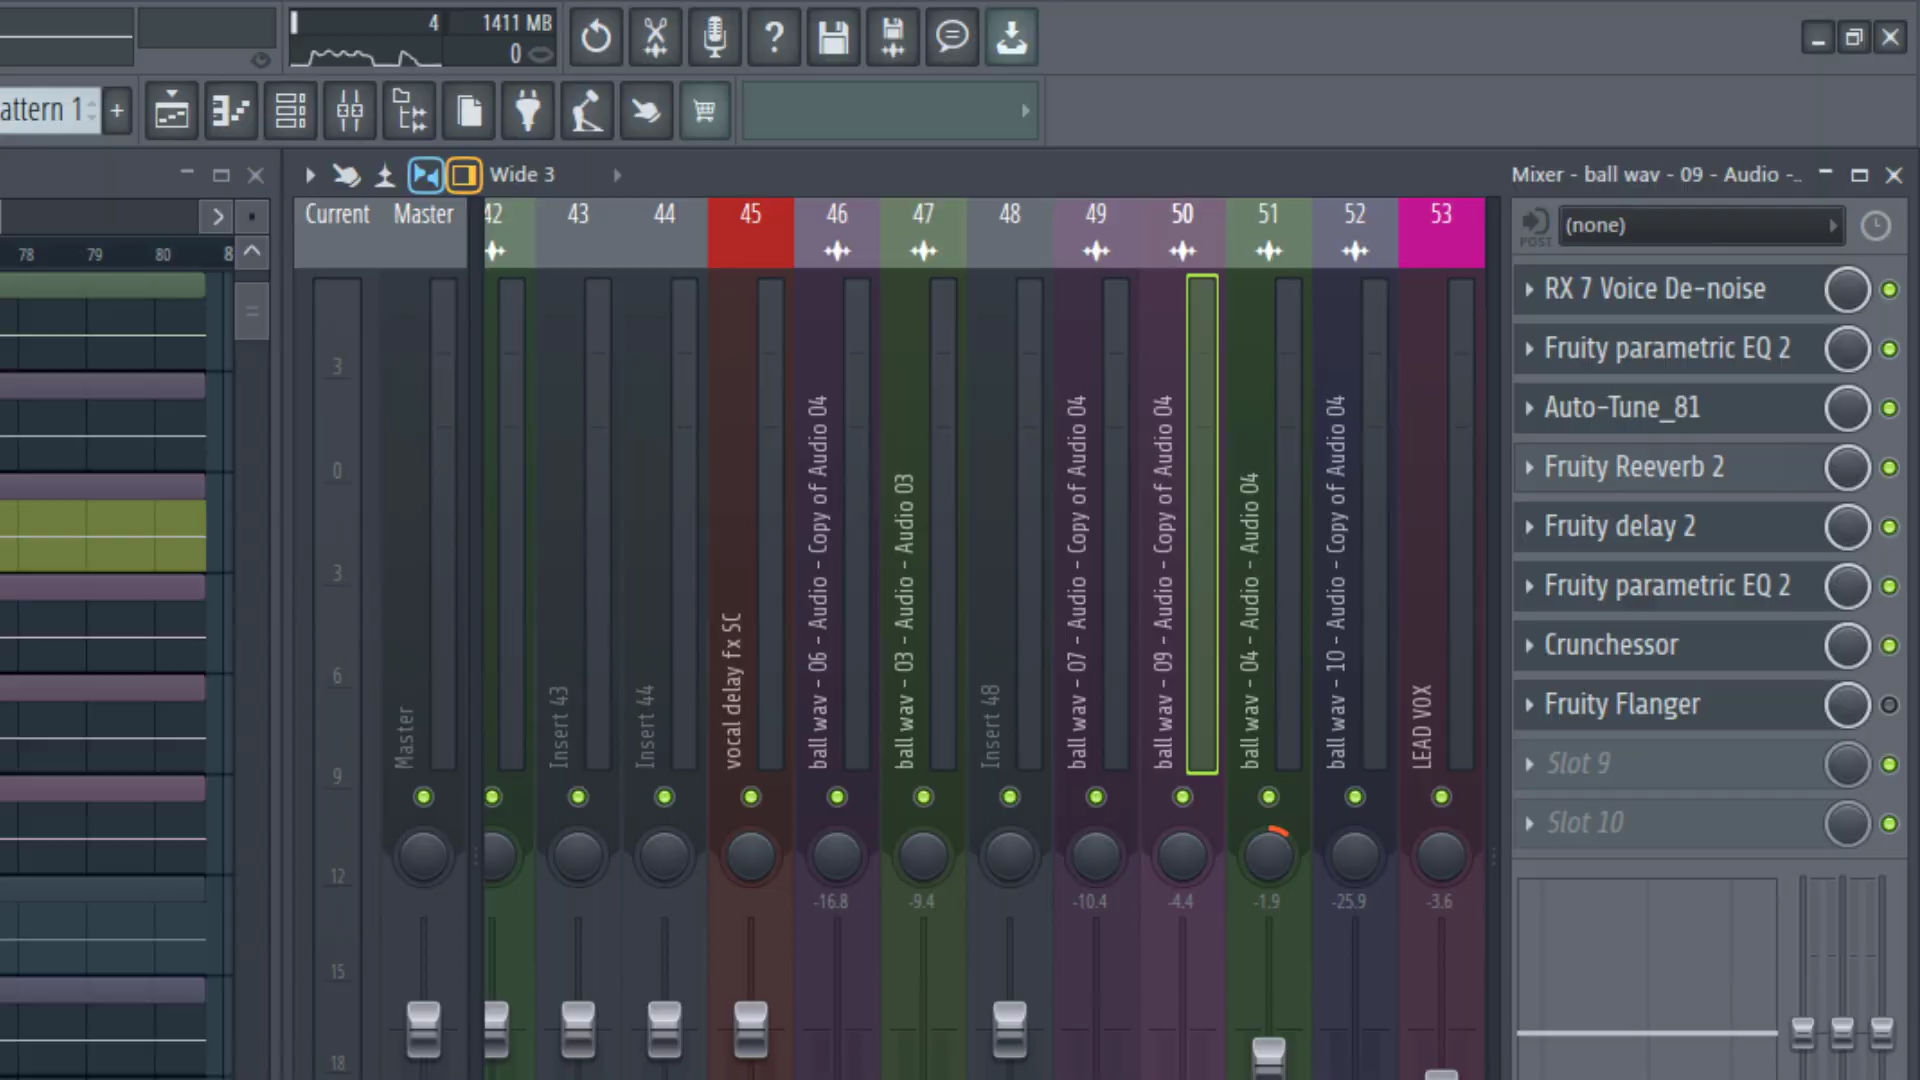 4
1411 MB
0
attern 1
+
Wide 3
Mixer - ball wav - 09 - Audio -..
Current
Master
42
43
44
45
46
47
48
49
50
51
52
53
POST
(none)
78
79
80
8
3
0
3
6
9
12
15
18
Master
Insert 43
Insert 44
vocal delay fx SC
ball wav - 06 - Audio - Copy of Audio 04
ball wav - 03 - Audio - Audio 03
Insert 48
ball wav - 07 - Audio - Copy of Audio 04
ball wav - 09 - Audio - Copy of Audio 04
ball wav - 04 - Audio - Audio 04
ball wav - 10 - Audio - Copy of Audio 04
LEAD VOX
-16.8
-9.4
-10.4
-4.4
-1.9
-25.9
-3.6
RX 7 Voice De-noise
Fruity parametric EQ 2
Auto-Tune_81
Fruity Reeverb 2
Fruity delay 2
Fruity parametric EQ 2
Crunchessor
Fruity Flanger
Slot 9
Slot 10